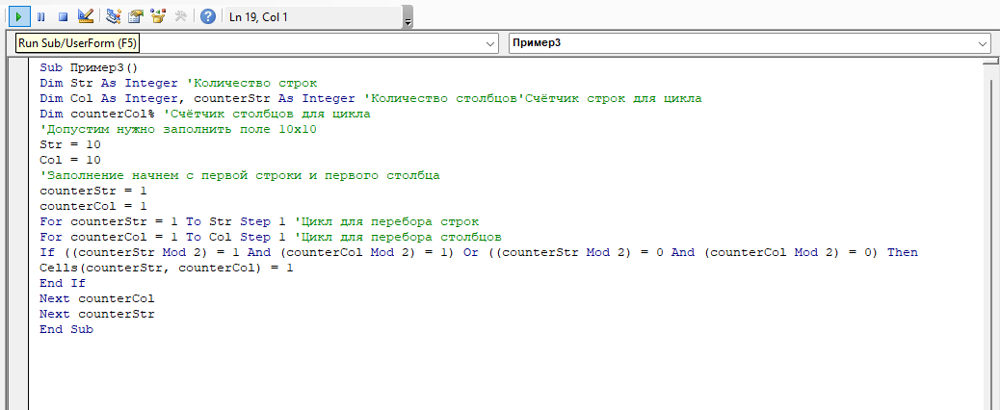 Ln 19, Col 1
Run Sub/UserForm (F5)
Пример3
Sub Пример3()
Dim Str As Integer 'Количество строк
Dim Col As Integer, counterStr As Integer 'Количество столбцов'Счётчик строк для цикла
Dim counterCol% 'Счётчик столбцов для цикла
'Допустим нужно заполнить поле 10x10
Str = 10
Col = 10
'Заполнение начнем с первой строки и первого столбца
counterStr = 1
counterCol = 1
For counterStr = 1 To Str Step 1 'Цикл для перебора строк
For counterCol = 1 To Col Step 1 'Цикл для перебора столбцов
If ((counterStr Mod 2) = 1 And (counterCol Mod 2) = 1) Or ((counterStr Mod 2) = 0 And (counterCol Mod 2) = 0) Then
Cells(counterStr, counterCol) = 1
End If
Next counterCol
Next counterStr
End Sub